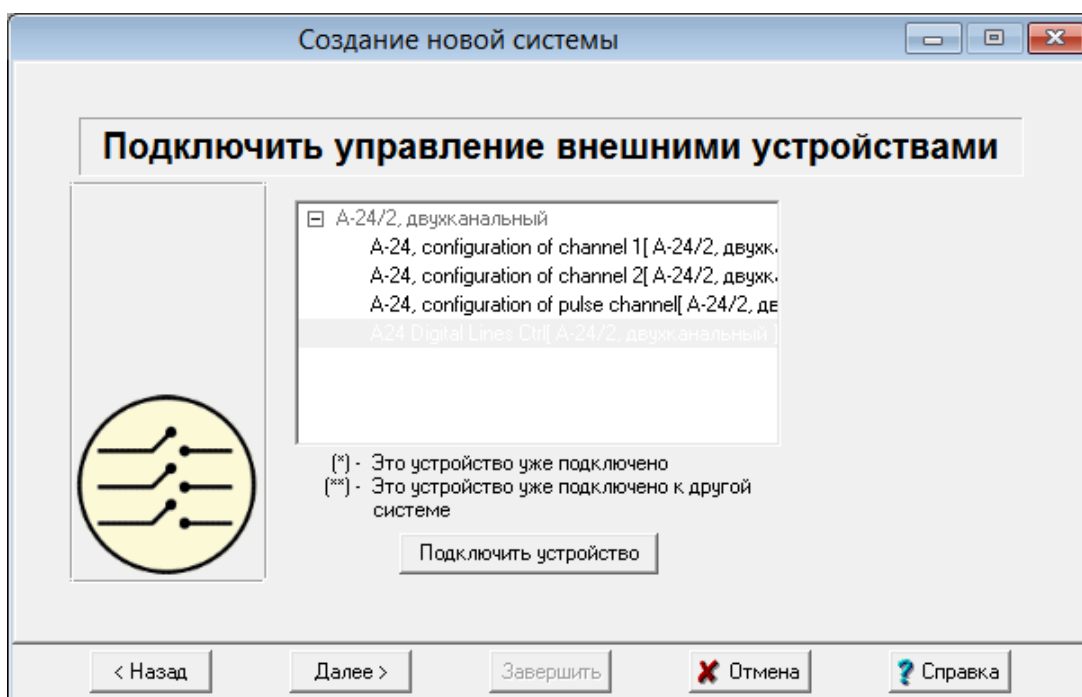 Создание новой системы
Подключить управление внешними устройствами
А-24/2, двухканальный
A-24, configuration of channel 1[ А-24/2, двухк
A-24, configuration of channel 2[ А-24/2, двухк
A-24, configuration of pulse channel[ А-24/2, дв
A24 Digital Lines Ctrl[ А-24/2, двухканальный ]
(*) - Это устройство уже подключено
(**) - Это устройство уже подключено к другой
системе
Подключить устройство
< Назад
Далее >
Завершить
Отмена
? Справка